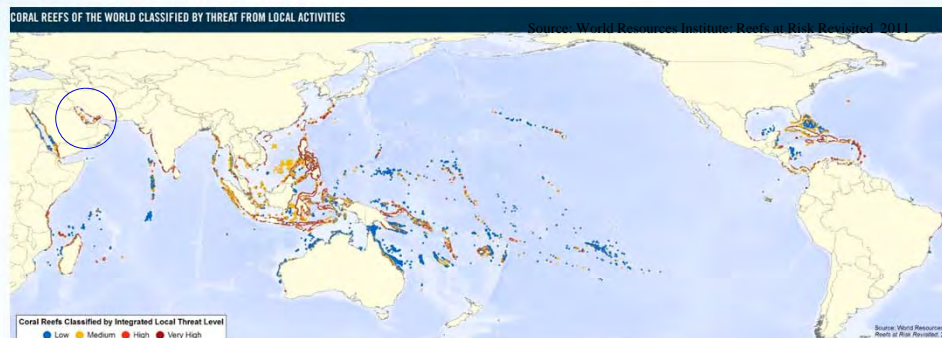 CORAL REEFS OF THE WORLD CLASSIFIED BY THREAT FROM LOCAL ACTIVITIES
Source: World Resources Institute: Reefs at Risk Revisited 2011
Coral Reefs Classified by Integrated Local Threat Level
Low Medium High Very High
Source: World Resources
Reefs at Risk Revisited,